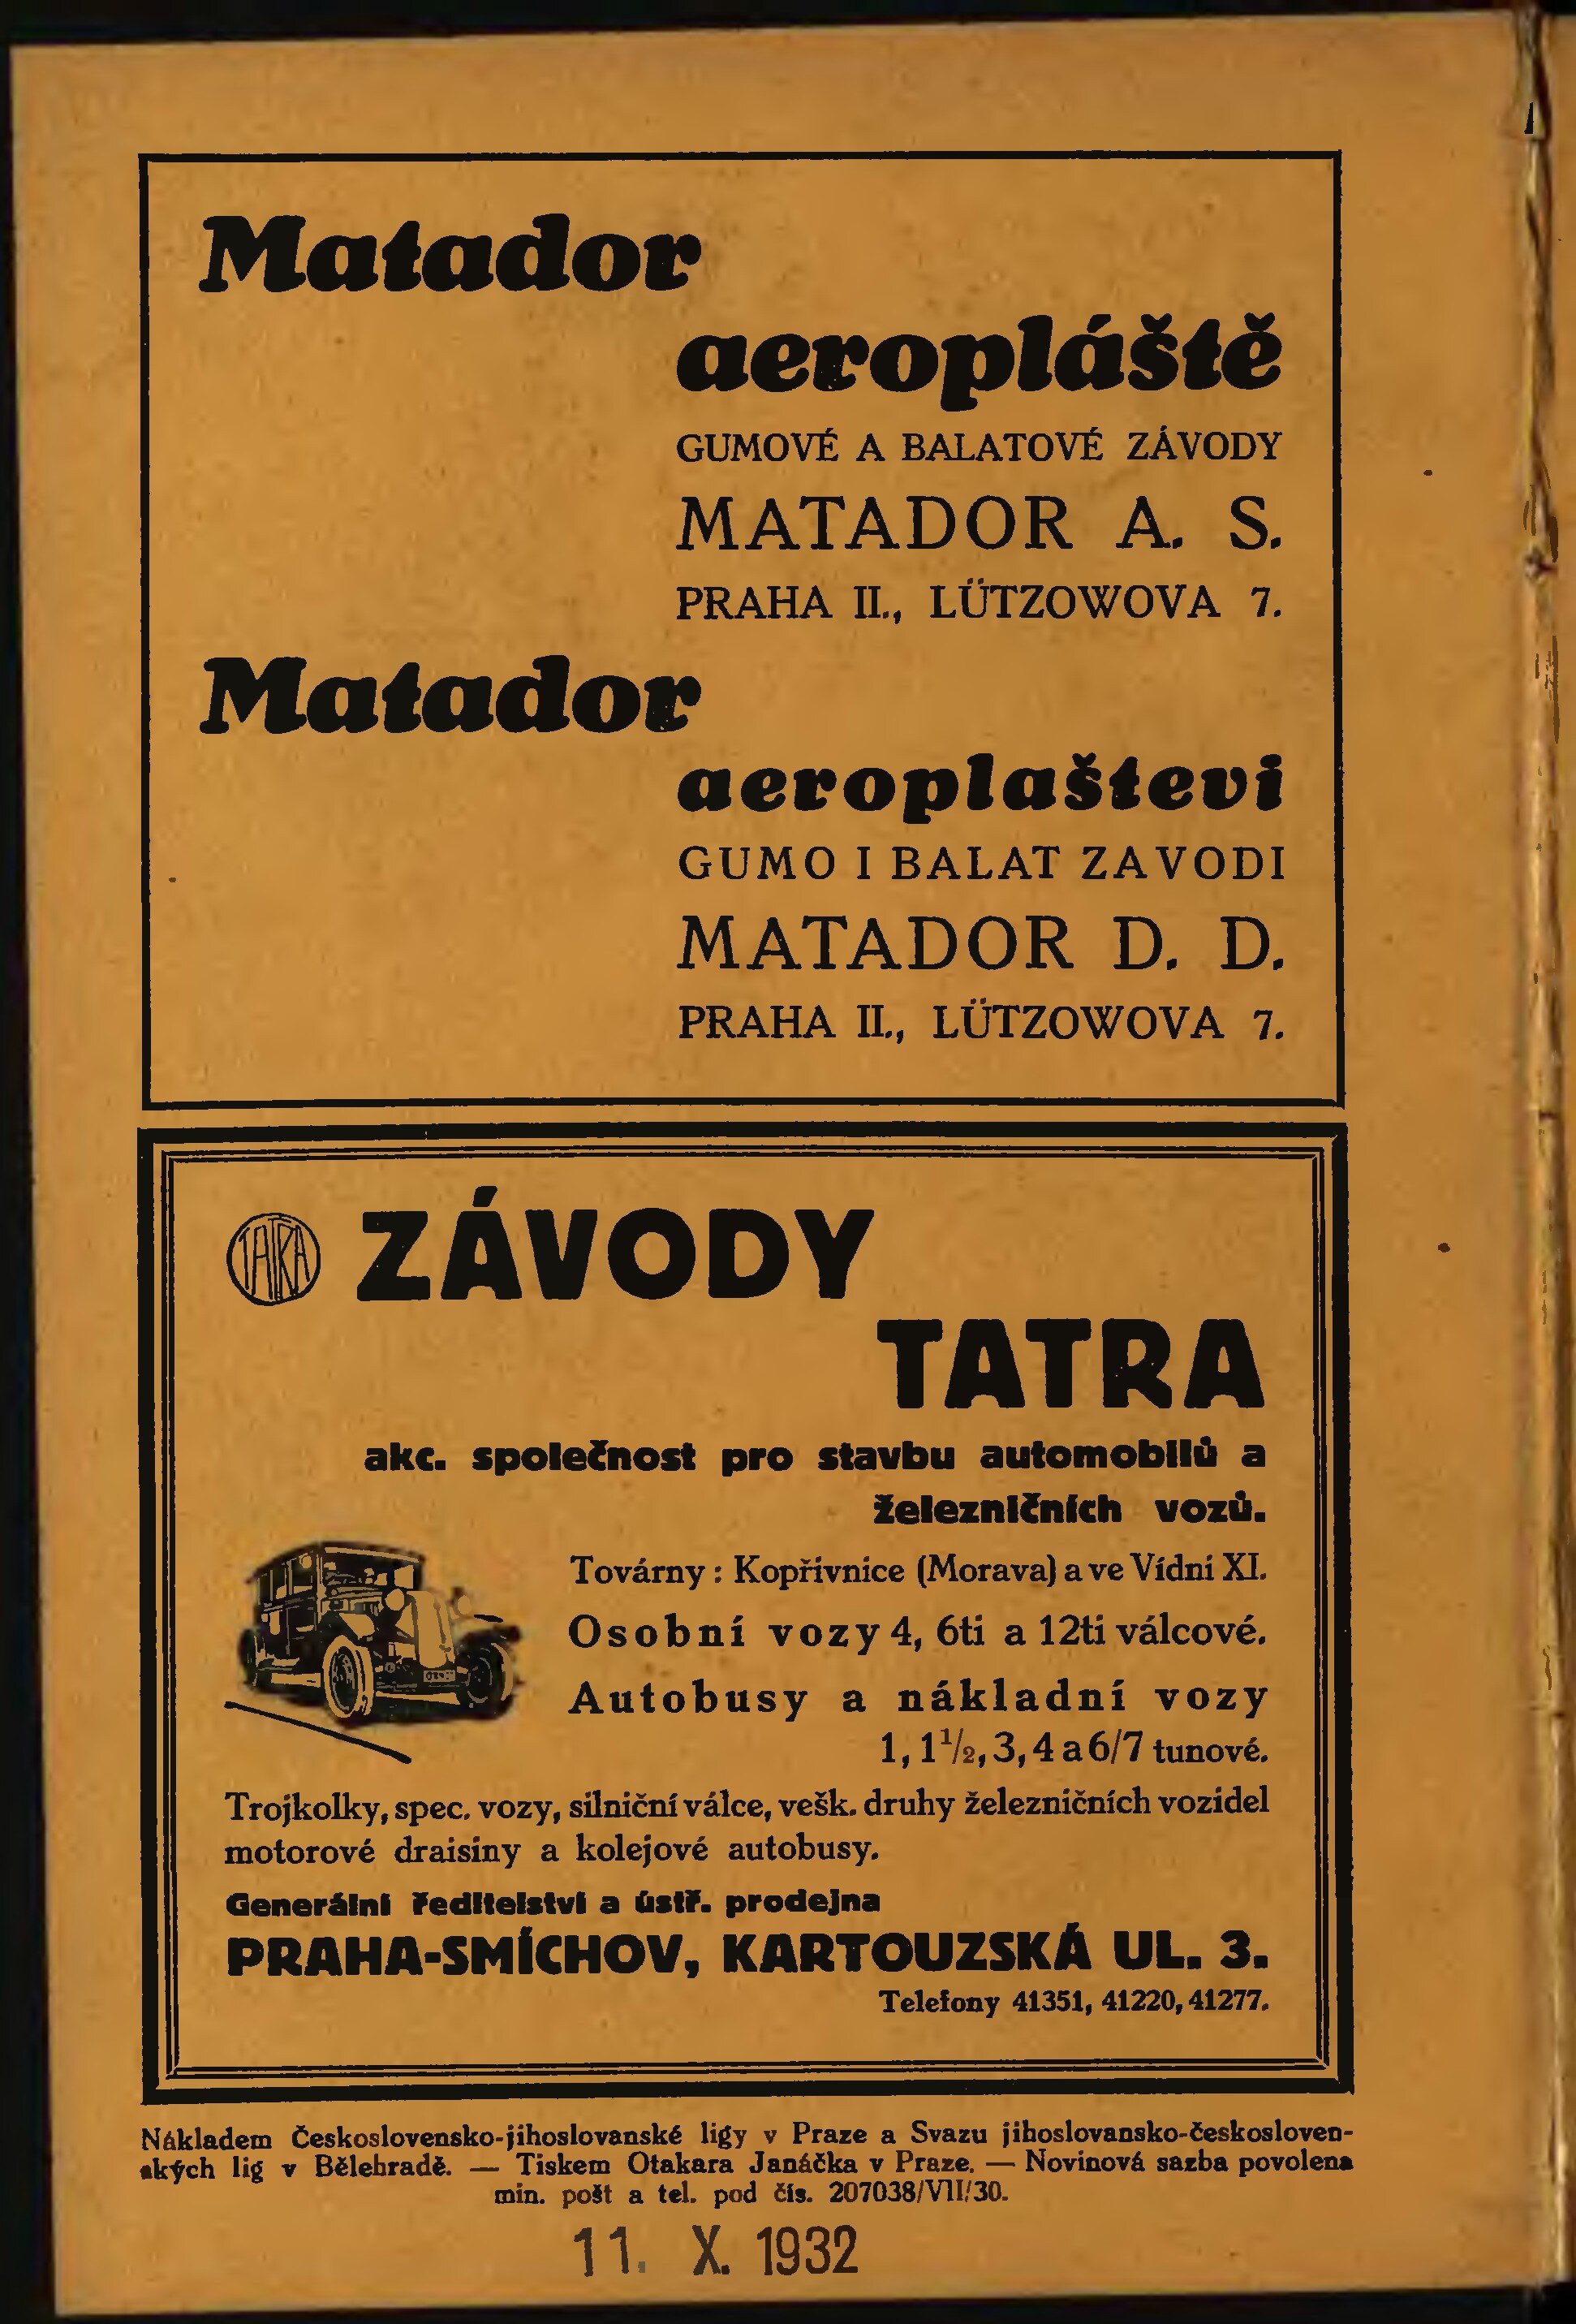 Matador
aeropláště
GUMOVÉ A BALATOVÉ ZÁVODY
MATADOR A. S.
PRAHA II., LÜTZOWOVA 7.
Matador
aeroplaštevi
GUMO I BALAT ZAVODI
MATADOR D. D.
PRAHA II., LÜTZOWOVA 7.
TATRA ZÁVODY
TATRA
akc. společnost pro stavbu automobilů a
železničních vozů.
Továrny : Kopřivnice (Morava) a ve Vídni XI.
Osobní vozy 4, 6ti a 12ti válcové.
Autobusy a nákladní vozy
1, 1½, 3, 4 a 6/7 tunové.
Trojkolky, spec. vozy, silniční válce, vešk. druhy železničních vozidel
motorové draisiny a kolejové autobusy.
Generální ředitelství a ústř. prodejna
PRAHA-SMÍCHOV, KARTOUZSKÁ UL. 3.
Telefony 41351, 41220, 41277.
Nákladem Československo-jihoslovanské ligy v Praze a Svazu jihoslovansko-českosloven-
ských lig v Bělehradě. — Tiskem Otakara Janáčka v Praze. — Novinová sazba povolena
min. pošt a tel. pod čís. 207038/VII/30.
11. X. 1932